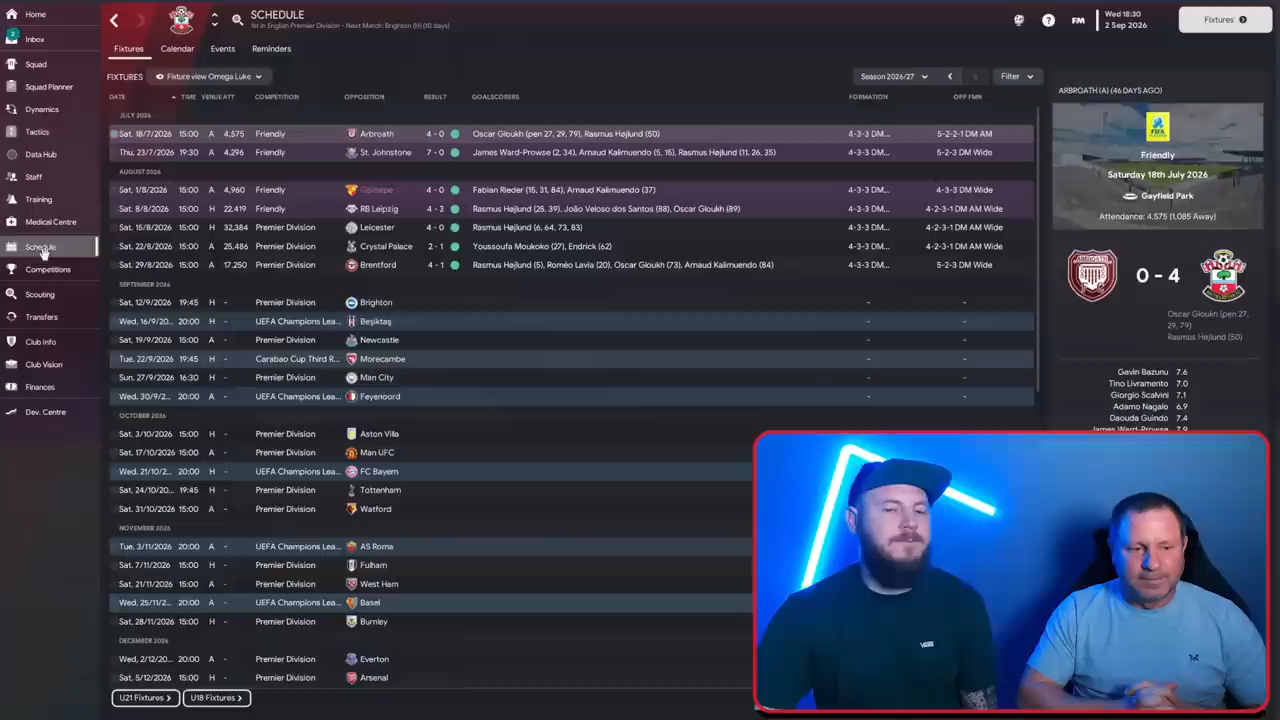 Home
2
Inbox
Squad
Squad Planner
Dynamics
Tactics
Data Hub
Staff
Training
Medical Centre
Schedule
Competitions
Scouting
Transfers
Club Info
Club Vision
Finances
Dev. Centre
SCHEDULE
1st in English Premier Division - Next March: Brighton (H) (10 days)
FM
Wed 18:30
2 Sep 2026
Fixtures
Fixtures Calendar Events Reminders
FIXTURES Fixture view Omega Luke Season 2026/27 Filter
DATE TIME VENUE ATT COMPETITION OPPOSITION RESULT GOALSCORERS FORMATION OFF FMN
JULY 2026
Sat, 18/7/2026 15:00 A 4,575 Friendly Arbroath 4 - 0 Oscar Gloukh (pen 27, 29, 79), Rasmus Højlund (50) 4-3-3 DM... 5-2-2-1 DM AM
Thu, 23/7/2026 19:30 A 4,296 Friendly St. Johnstone 7 - 0 James Ward-Prowse (2, 34), Arnaud Kalimuendo (5, 15), Rasmus Højlund (11, 26, 35) 4-3-3 DM... 5-2-3 DM Wide
AUGUST 2026
Sat, 1/8/2026 15:00 A 4,960 Friendly Göztepe 4 - 0 Fabian Rieder (15, 31, 84), Arnaud Kalimuendo (37) 4-3-3 DM... 5-2-3 DM Wide
Sat, 8/8/2026 15:00 H 22,419 Friendly RB Leipzig 4 - 3 Rasmus Højlund (25, 39), João Veloso dos Santos (88), Oscar Gloukh (89) 4-3-3 DM... 4-2-3-1 DM AM Wide
Sat, 15/8/2026 15:00 H 32,384 Premier Division Leicester 4 - 0 Rasmus Højlund (6, 64, 73, 83) 4-3-3 DM... 4-2-3-1 DM AM Wide
Sat, 22/8/2026 15:00 A 25,486 Premier Division Crystal Palace 2 - 1 Youssoufa Moukoko (27), Endrick (62) 4-3-3 DM... 4-2-3-1 DM AM Wide
Sat, 29/8/2026 15:00 A 17,250 Premier Division Brentford 4 - 1 Rasmus Højlund (5), Roméo Lavia (20), Oscar Gloukh (73), Arnaud Kalimuendo (84) 4-3-3 DM... 5-2-3 DM Wide
SEPTEMBER 2026
Sat, 12/9/2026 19:45 H - Premier Division Brighton - -
Wed, 16/9/20... 20:00 H - UEFA Champions Lea... Beşiktaş - -
Sat, 19/9/2026 15:00 A - Premier Division Newcastle - -
Tue, 22/9/2026 19:45 H - Carabao Cup Third R... Morecambe - -
Sun, 27/9/2026 16:30 H - Premier Division Man City - -
Wed, 30/9/2... 20:00 A - UEFA Champions Lea... Feyenoord - -
OCTOBER 2026
Sat, 3/10/2026 15:00 H - Premier Division Aston Villa
Sat, 17/10/2026 15:00 A - Premier Division Man UFC
Wed, 21/10/2... 20:00 H - UEFA Champions Lea... FC Bayern
Sat, 24/10/20... 19:45 H - Premier Division Tottenham
Sat, 31/10/2026 15:00 A - Premier Division Watford
NOVEMBER 2026
Tue, 3/11/2026 20:00 A - UEFA Champions Lea... AS Roma
Sat, 7/11/2026 15:00 H - Premier Division Fulham
Sat, 21/11/2026 15:00 A - Premier Division West Ham
Wed, 25/11/2... 20:00 A - UEFA Champions Lea... Basel
Sat, 28/11/2026 15:00 H - Premier Division Burnley
DECEMBER 2026
Wed, 2/12/20... 20:00 A - Premier Division Everton
Sat, 5/12/2026 15:00 H - Premier Division Arsenal
U21 Fixtures U18 Fixtures
ARBROATH (A) (46 DAYS AGO)
Friendly
Saturday 18th July 2026
Gayfield Park
Attendance: 4,575 (1,085 Away)
0 - 4
Oscar Gloukh (pen 27,
29, 79)
Rasmus Højlund (50)
Gavin Bazunu 7.6
Tino Livramento 7.0
Giorgio Scalvini 7.1
Adamo Nagalo 6.9
Daouda Guindo 7.4
James Ward-Prowse 7.9
VANS